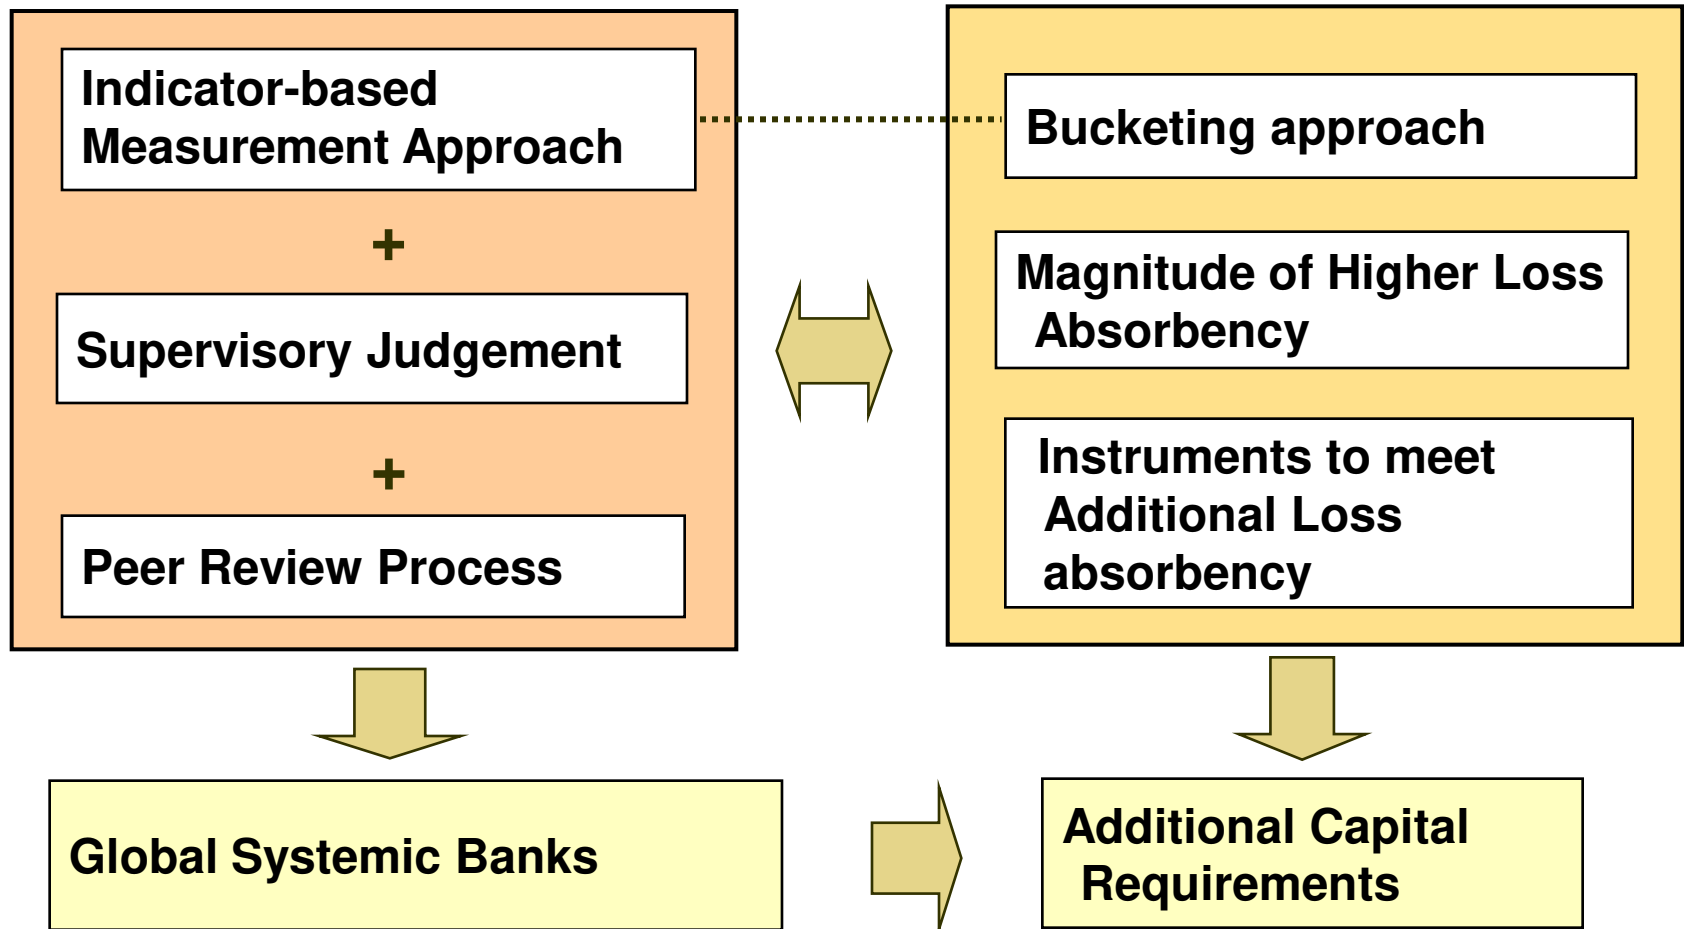 Indicator-based
Measurement Approach
+
Supervisory Judgement
+
Peer Review Process
Bucketing approach
Magnitude of Higher Loss
Absorbency
Instruments to meet
Additional Loss
absorbency
Global Systemic Banks
Additional Capital
Requirements